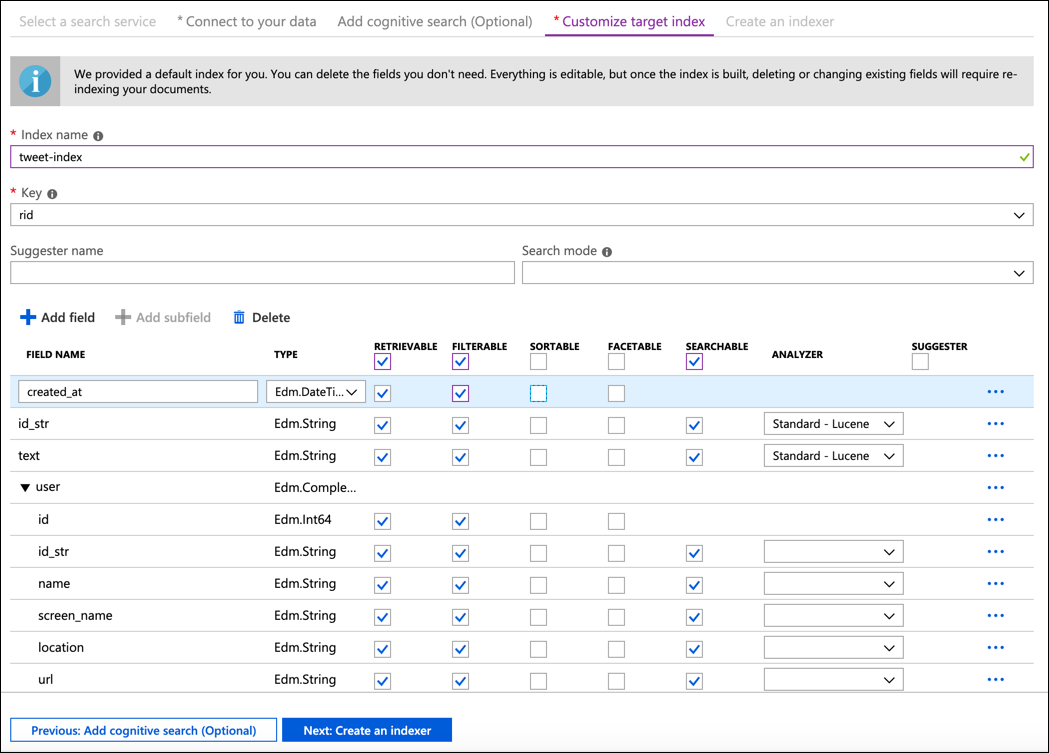 Select a search service * Connect to your data Add cognitive search (Optional) * Customize target index Create an indexer
We provided a default index for you. You can delete the fields you don't need. Everything is editable, but once the index is built, deleting or changing existing fields will require re-
indexing your documents.
* Index name
tweet-index
* Key
rid
Suggester name Search mode
Add field Add subfield Delete
FIELD NAME TYPE RETRIEVABLE FILTERABLE SORTABLE FACETABLE SEARCHABLE ANALYZER SUGGESTER
created_at Edm.DateTi... ...
id_str Edm.String Standard - Lucene ...
text Edm.String Standard - Lucene ...
user Edm.Comple... ...
id Edm.Int64 ...
id_str Edm.String ...
name Edm.String ...
screen_name Edm.String ...
location Edm.String ...
url Edm.String ...
Previous: Add cognitive search (Optional) Next: Create an indexer